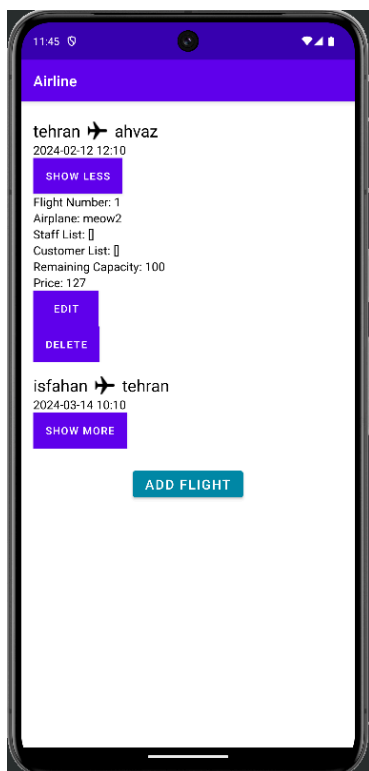 11:45
Airline
tehran ✈ ahvaz
2024-02-12 12:10
SHOW LESS
Flight Number: 1
Airplane: meow2
Staff List: []
Customer List: []
Remaining Capacity: 100
Price: 127
EDIT
DELETE
isfahan ✈ tehran
2024-03-14 10:10
SHOW MORE
ADD FLIGHT